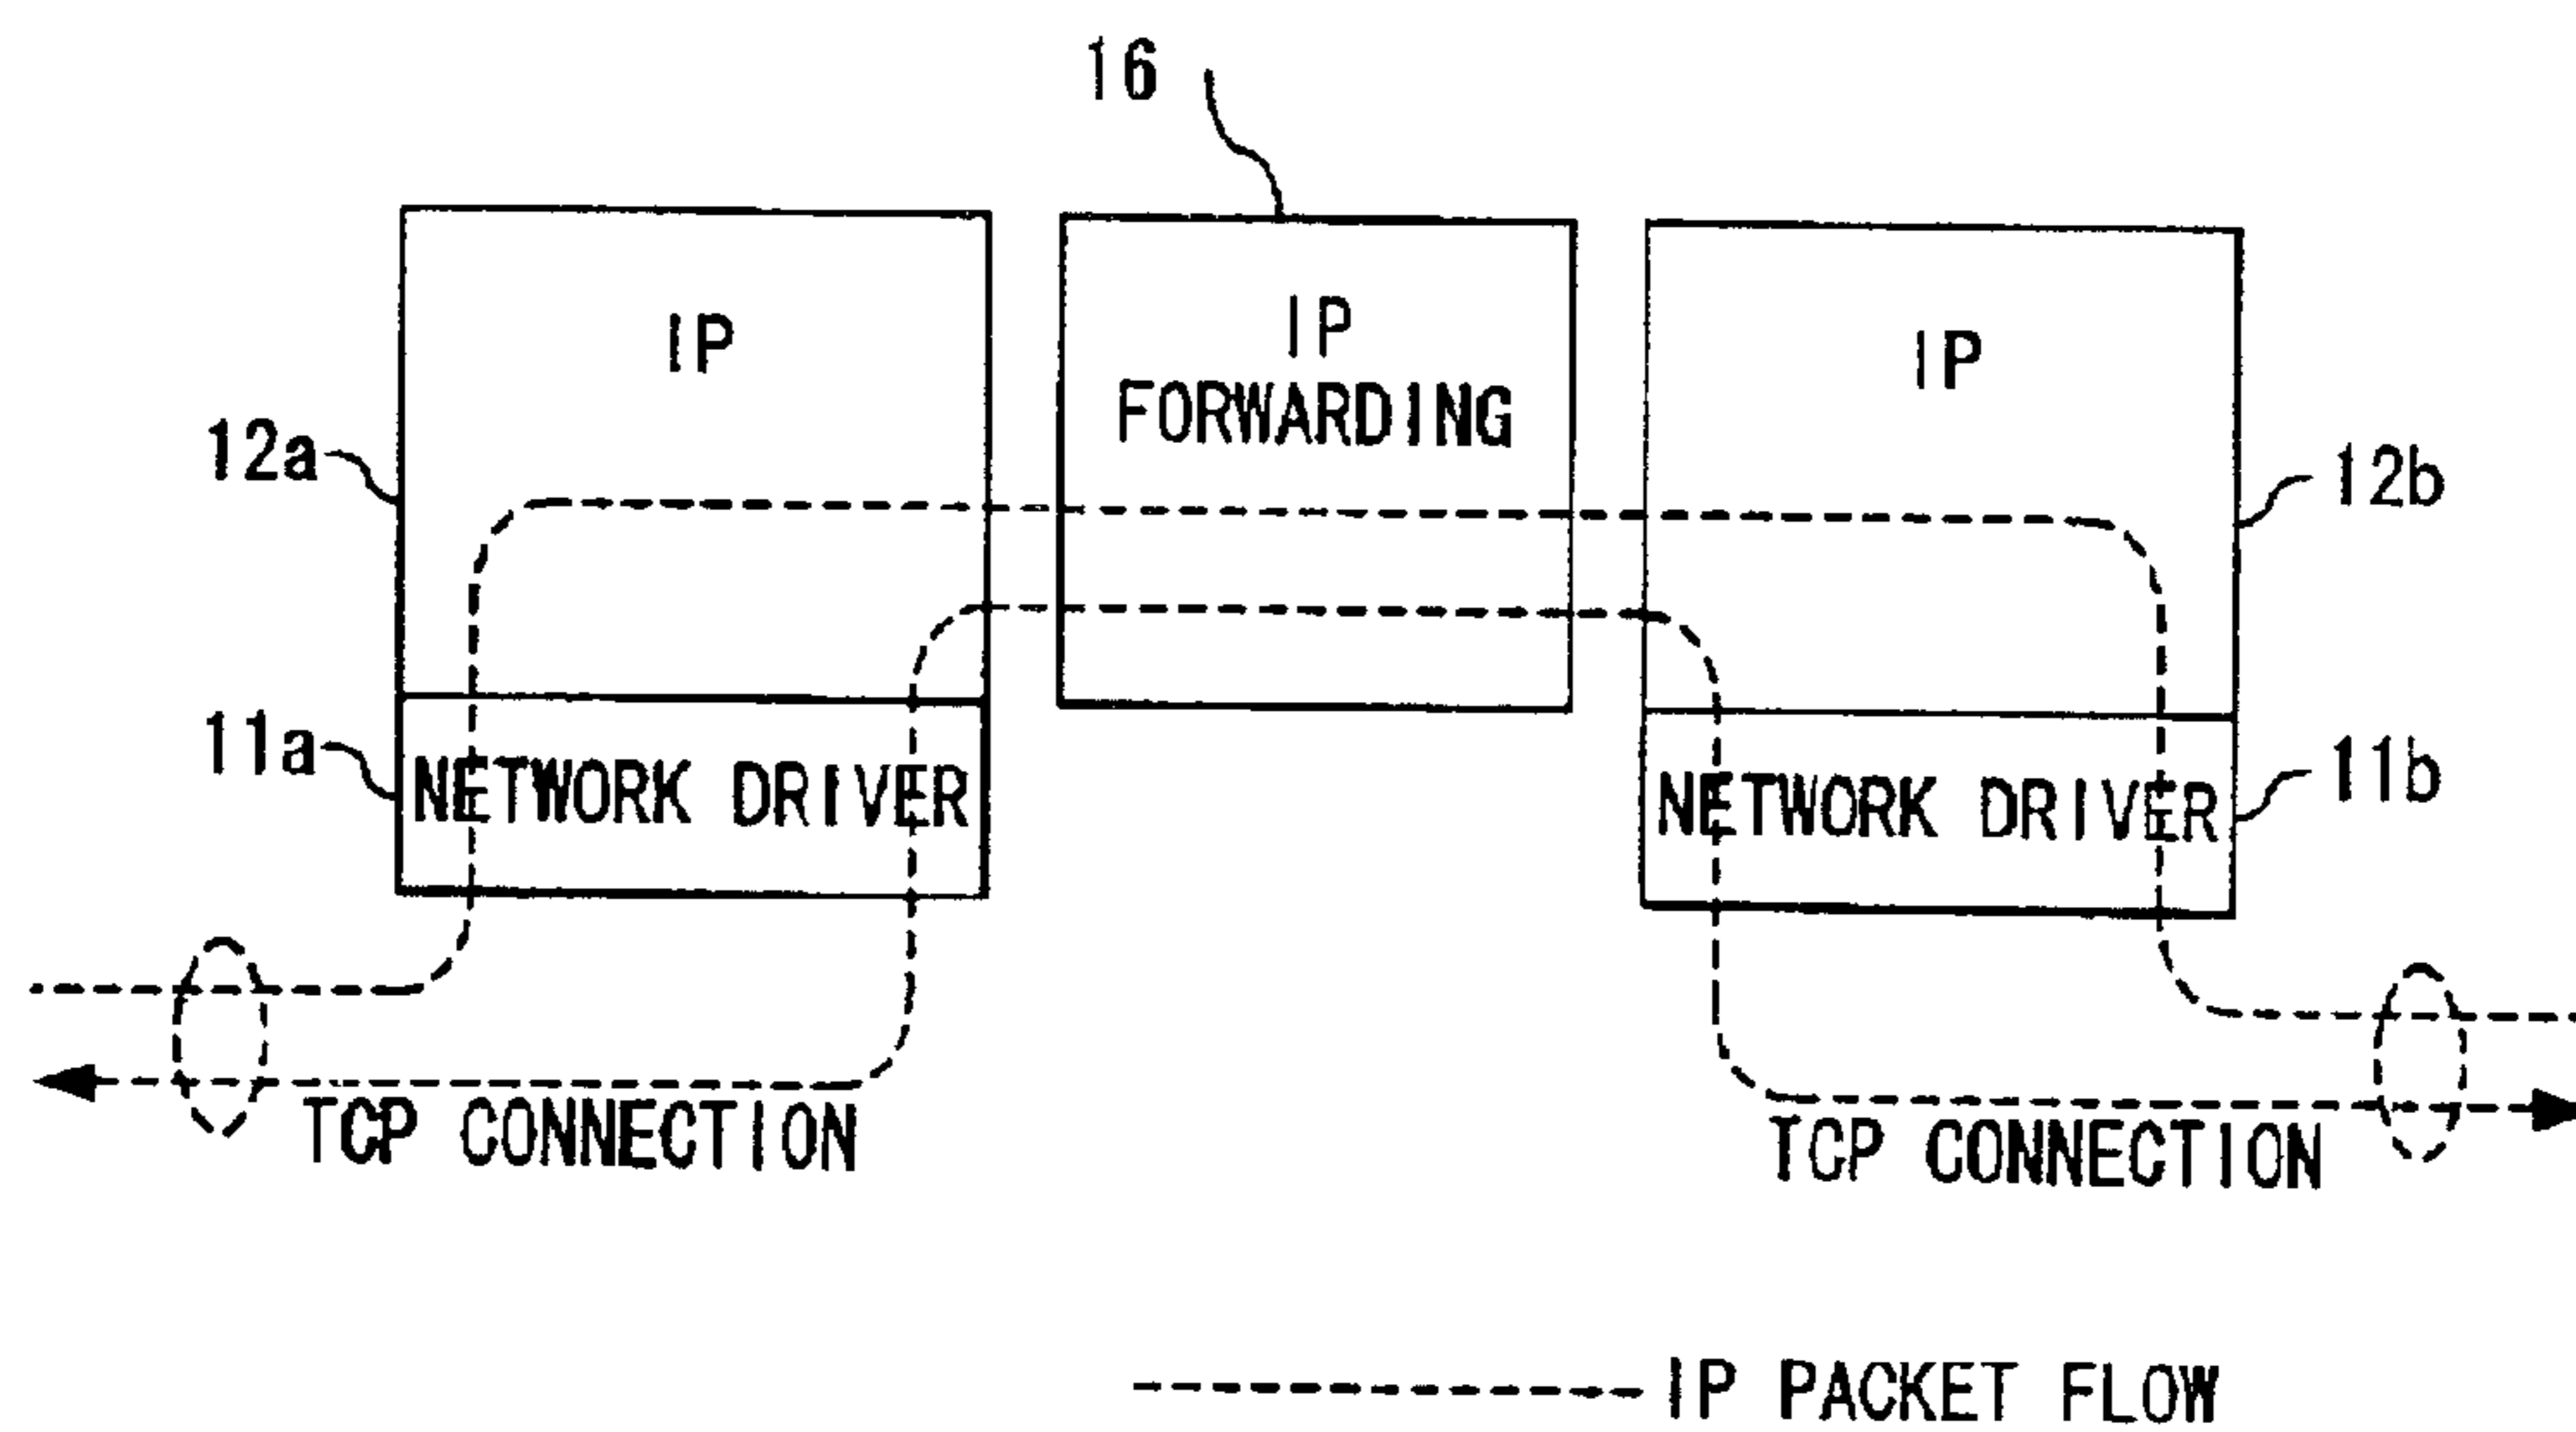 16
IP
IP
FORWARDING
IP
12a
12b
11a
NETWORK DRIVER
NETWORK DRIVER
11b
TCP CONNECTION
TCP CONNECTION
IP PACKET FLOW